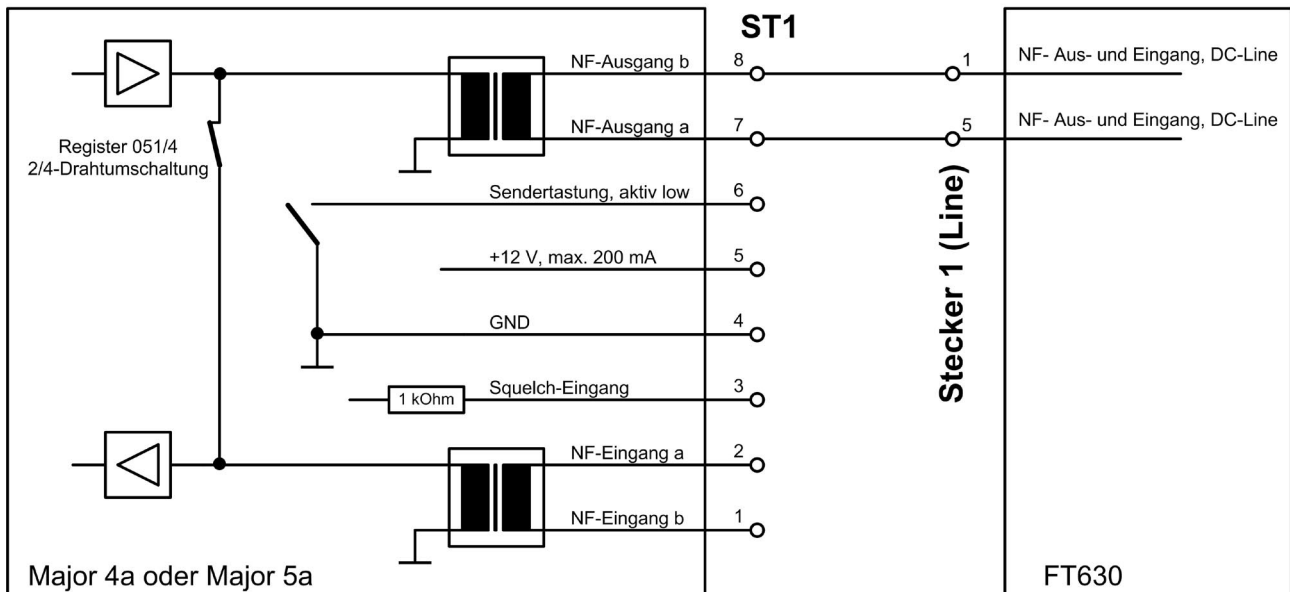 ST1
NF-Ausgang b
8
1
NF- Aus- und Eingang, DC-Line
Register 051/4
2/4-Drahtumschaltung
NF-Ausgang a
7
5
NF- Aus- und Eingang, DC-Line
Sendertastung, aktiv low
6
+12 V, max. 200 mA
5
GND
4
1 kOhm
Squelch-Eingang
3
NF-Eingang a
2
NF-Eingang b
1
Stecker 1 (Line)
Major 4a oder Major 5a
FT630